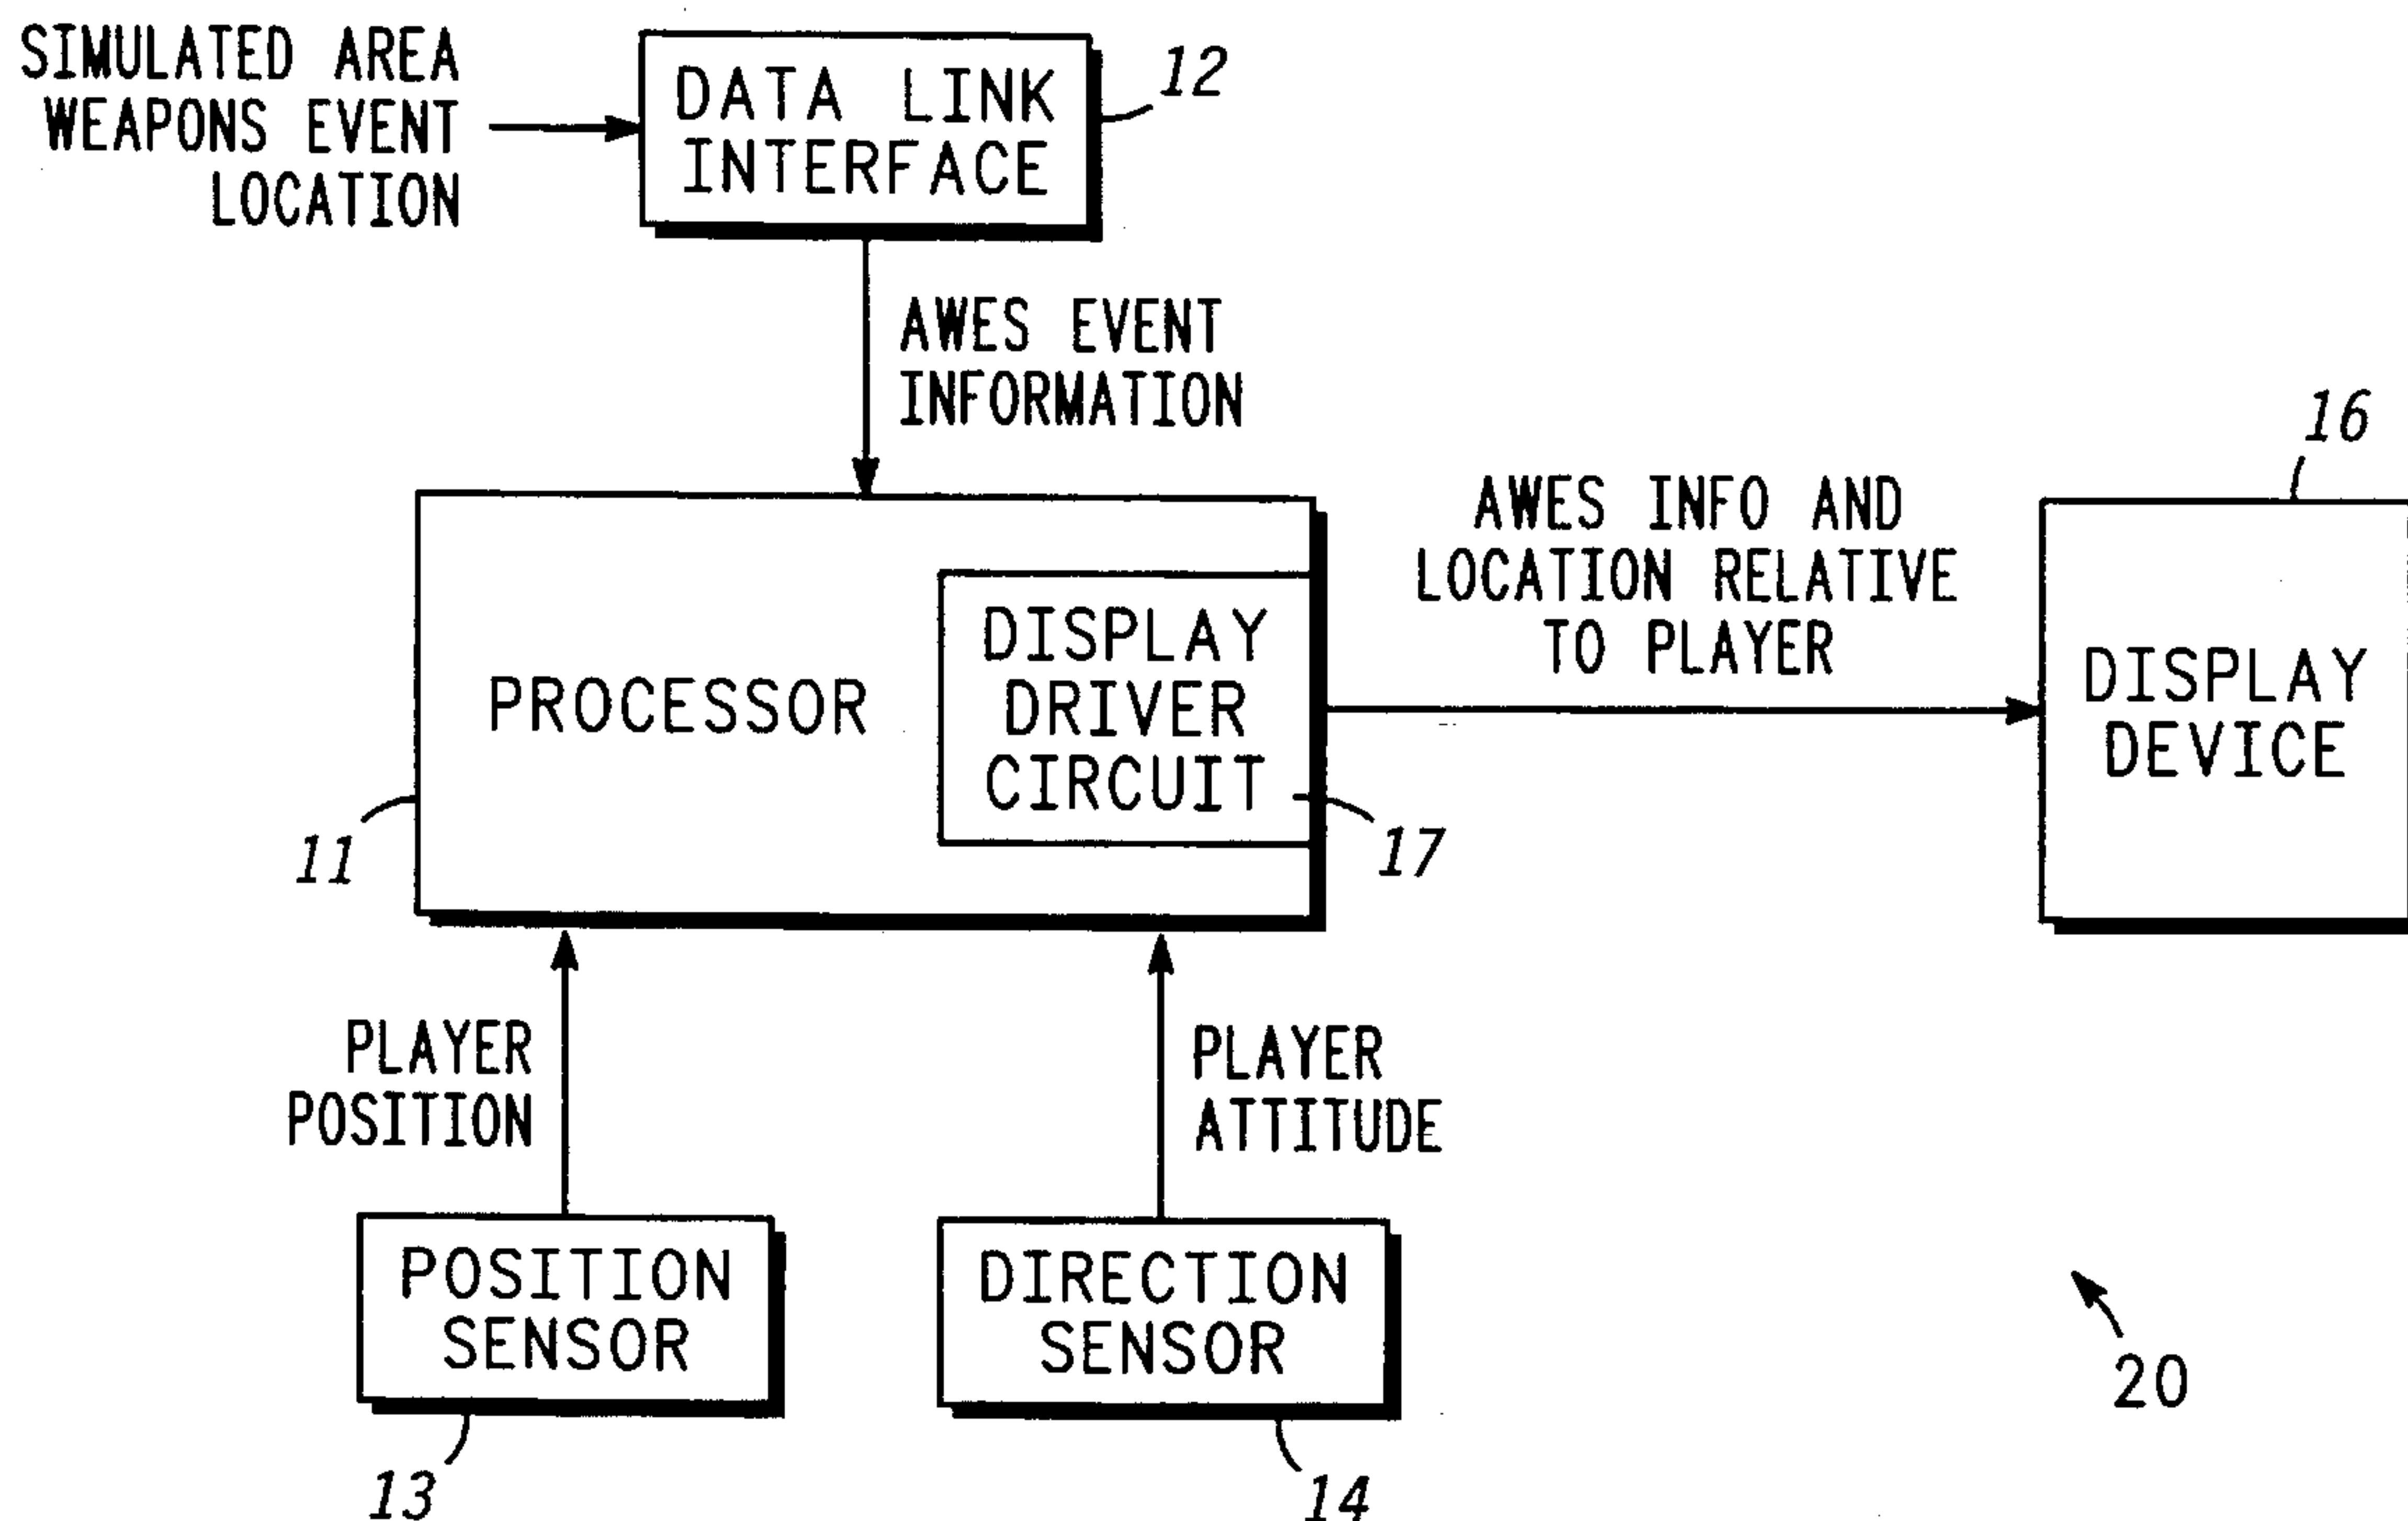 SIMULATED AREA
WEAPONS EVENT
LOCATION
DATA LINK
INTERFACE
12
AWES EVENT
INFORMATION
16
AWES INFO AND
LOCATION RELATIVE
TO PLAYER
DISPLAY
DEVICE
PROCESSOR
DISPLAY
DRIVER
CIRCUIT
11
17
PLAYER
POSITION
PLAYER
ATTITUDE
POSITION
SENSOR
DIRECTION
SENSOR
13
14
20